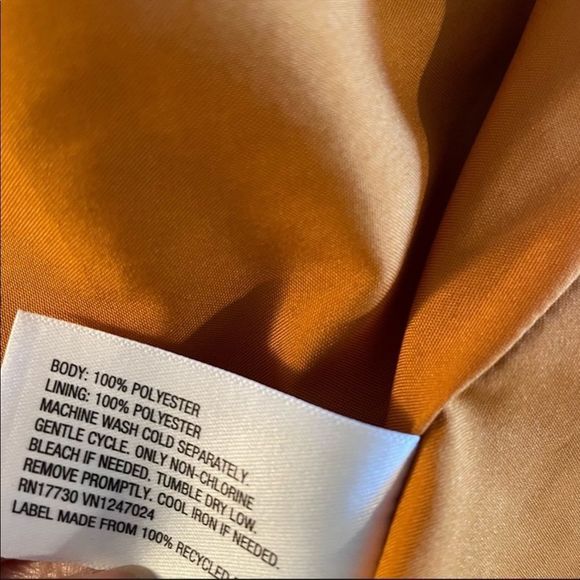 BODY: 100% POLYESTER
LINING: 100% POLYESTER
MACHINE WASH COLD SEPARATELY.
GENTLE CYCLE. ONLY NON-CHLORINE
BLEACH IF NEEDED. TUMBLE DRY LOW.
REMOVE PROMPTLY. COOL IRON IF NEEDED.
RN17730 VN1247024
LABEL MADE FROM 100% RECYCLED